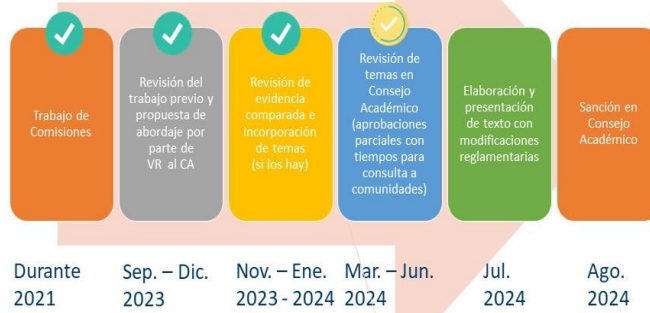 Trabajo de
Comisiones
Revisión del
trabajo previo y
propuesta de
abordaje por
parte de
VR al CA
Revisión de
evidencia
comparada e
incorporación
de temas
(si los hay)
Revisión de
temas en
Consejo
Académico
(aprobaciones
parciales con
tiempos para
consulta a
comunidades)
Elaboración y
presentación
de texto con
modificaciones
reglamentarias
Sanción en
Consejo
Académico
Durante
2021
Sep. – Dic.
2023
Nov. – Ene.
2023 - 2024
Mar. – Jun.
2024
Jul.
2024
Ago.
2024